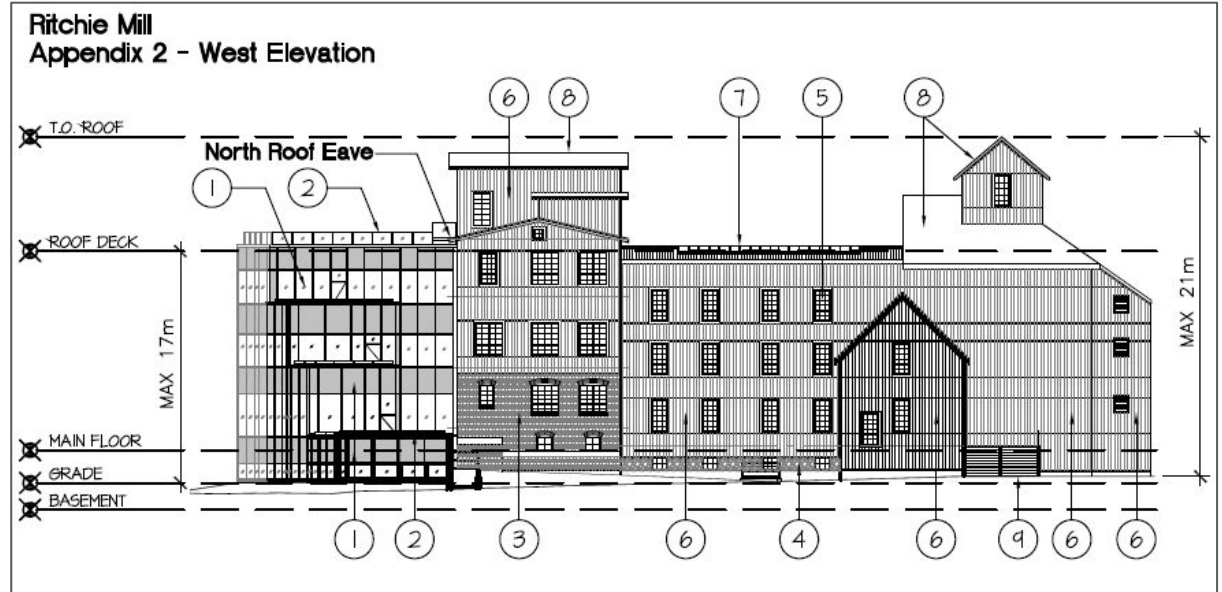 Ritchie Mill
Appendix 2 - West Elevation
6
8
7
5
8
T.O. ROOF
North Roof Eave
1
2
ROOF DECK
MAX 17m
MAX 21m
MAIN FLOOR
GRADE
BASEMENT
1
2
3
6
4
6
9
6
6